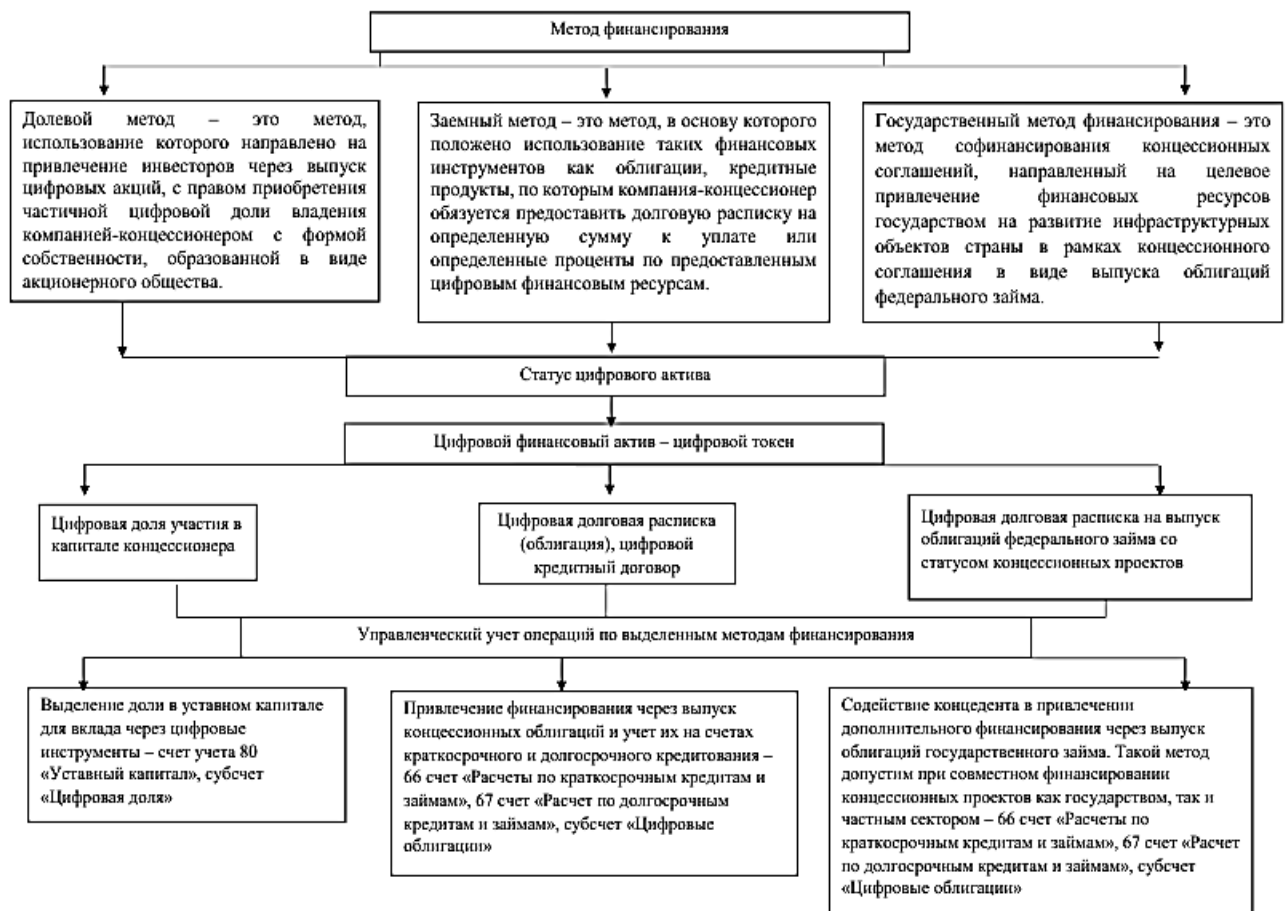 Метод финансирования
Долевой метод – это метод,
использование которого направлено на
привлечение инвесторов через выпуск
цифровых акций, с правом приобретения
частичной цифровой доли владения
компанией-концессионером с формой
собственности, образованной в виде
акционерного общества.
Заемный метод – это метод, в основу которого
положено использование таких финансовых
инструментов как облигации, кредитные
продукты, по которым компания-концессионер
обязуется предоставить долговую расписку на
определенную сумму к уплате или
определенные проценты по предоставленным
цифровым финансовым ресурсам.
Государственный метод финансирования – это
метод софинансирования концессионных
соглашений, направленный на целевое
привлечение финансовых ресурсов
государством на развитие инфраструктурных
объектов страны в рамках концессионного
соглашения в виде выпуска облигаций
федерального займа.
Статус цифрового актива
Цифровой финансовый актив – цифровой токен
Цифровая доля участия в
капитале концессионера
Цифровая долговая расписка
(облигация), цифровой
кредитный договор
Цифровая долговая расписка на выпуск
облигаций федерального займа со
статусом концессионных проектов
Управленческий учет операций по выделенным методам финансирования
Выделение доли в уставном капитале
для вклада через цифровые
инструменты – счет учета 80
«Уставный капитал», субсчет
«Цифровая доля»
Привлечение финансирования через выпуск
концессионных облигаций и учет их на счетах
краткосрочного и долгосрочного кредитования –
66 счет «Расчеты по краткосрочным кредитам и
займам», 67 счет «Расчет по долгосрочным
кредитам и займам», субсчет «Цифровые
облигации»
Содействие концедента в привлечении
дополнительного финансирования через выпуск
облигаций государственного займа. Такой метод
допустим при совместном финансировании
концессионных проектов как государством, так и
частным сектором – 66 счет «Расчеты по
краткосрочным кредитам и займам», 67 счет «Расчет
по долгосрочным кредитам и займам», субсчет
«Цифровые облигации»